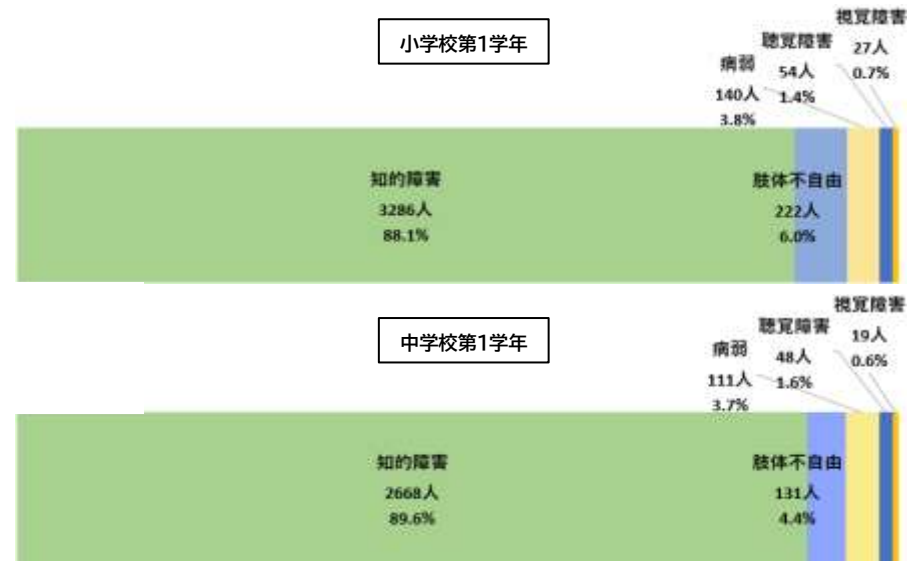 小学校第1学年
視覚障害
27人
0.7%
聴覚障害
54人
1.4%
病弱
140人
3.8%
知的障害
3286人
88.1%
肢体不自由
222人
6.0%
中学校第1学年
視覚障害
19人
0.6%
聴覚障害
48人
1.6%
病弱
111人
3.7%
知的障害
2668人
89.6%
肢体不自由
131人
4.4%